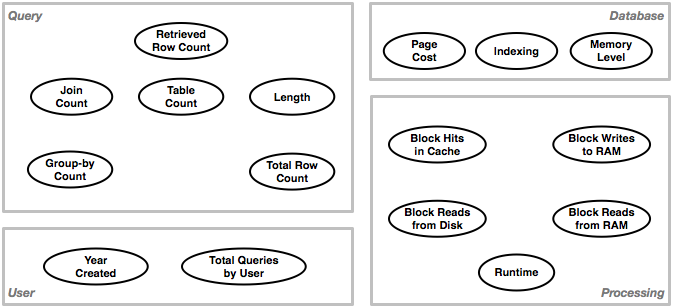 Query
Retrieved
Row Count
Join
Count
Table
Count
Length
Group-by
Count
Total Row
Count
Year
Created
Total Queries
by User
User
Database
Page
Cost
Indexing
Memory
Level
Block Hits
in Cache
Block Writes
to RAM
Block Reads
from Disk
Block Reads
from RAM
Runtime
Processing